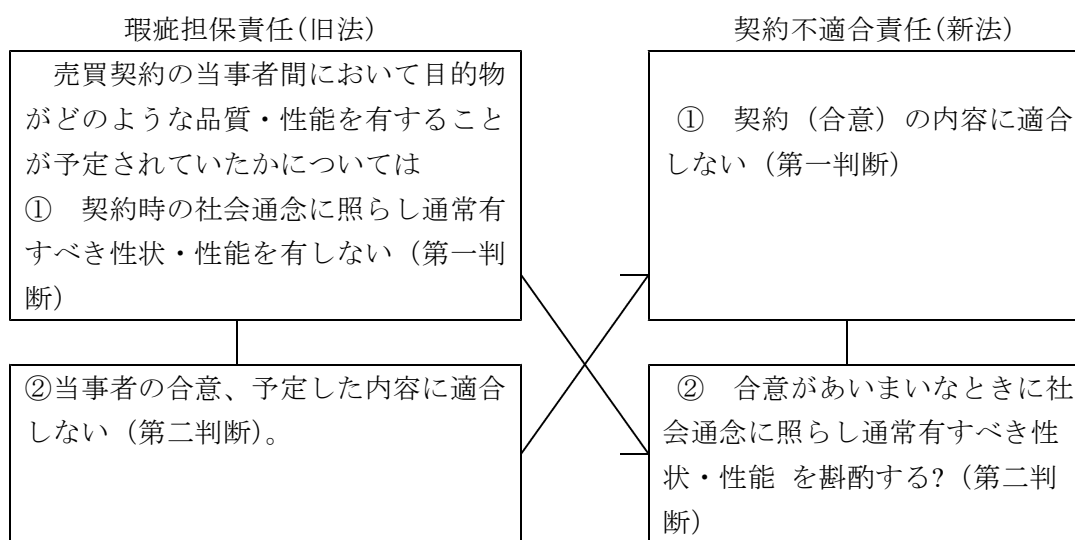 瑕疵担保責任(旧法)
売買契約の当事者間において目的物
がどのような品質・性能を有すること
が予定されていたかについては
① 契約時の社会通念に照らし通常有
すべき性状・性能を有しない（第一判
断）
②当事者の合意、予定した内容に適合
しない（第二判断）。
契約不適合責任(新法)
① 契約（合意）の内容に適合
しない（第一判断）
② 合意があいまいなときに社
会通念に照らし通常有すべき性
状・性能 を斟酌する?（第二判
断）